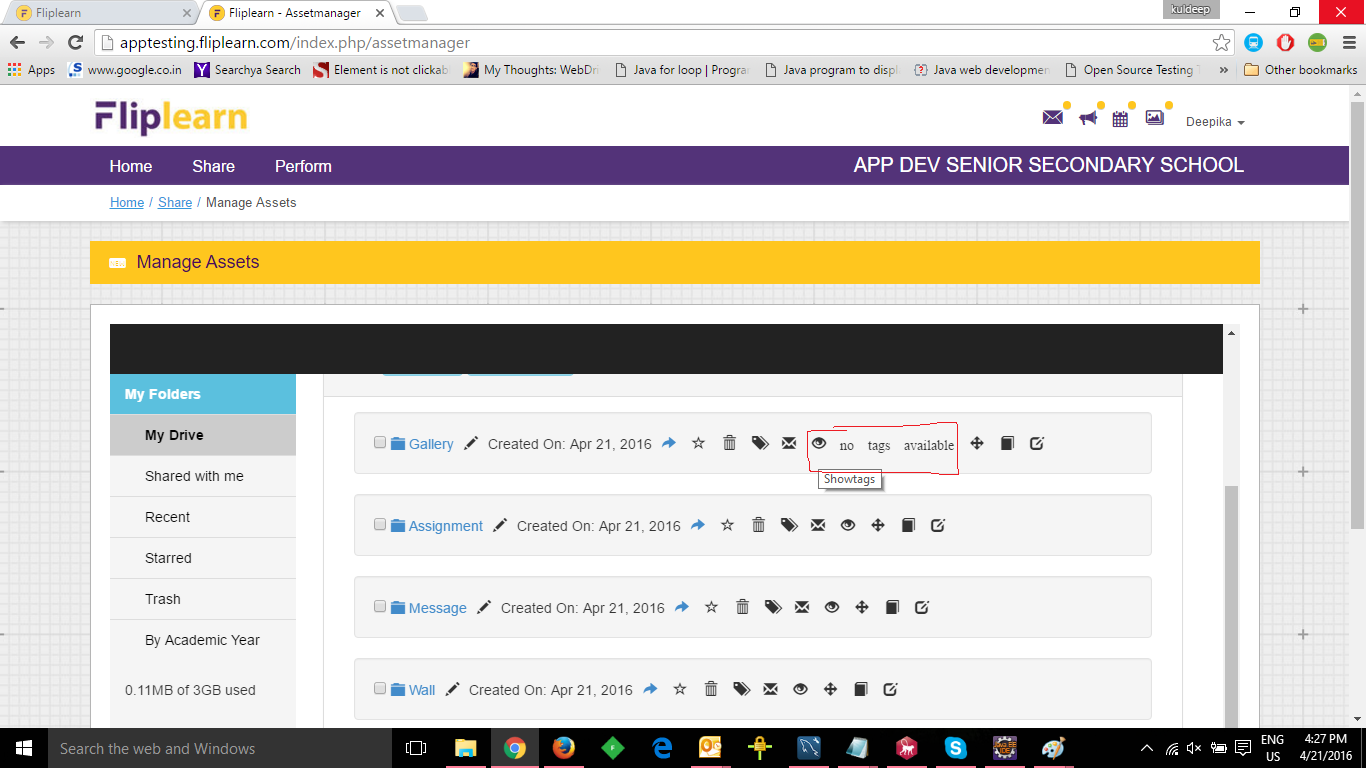 Fliplearn
Fliplearn - Assetmanager
kuldeep
apptesting.fliplearn.com/index.php/assetmanager
Apps
www.google.co.in
Searchya Search
Element is not clickab
My Thoughts: WebDri
Java for loop | Progra
Java program to displ
Java web developmen
Open Source Testing T
»
Other bookmarks
Fliplearn
Deepika
Home
Share
Perform
APP DEV SENIOR SECONDARY SCHOOL
Home / Share / Manage Assets
Manage Assets
My Folders
My Drive
Shared with me
Recent
Starred
Trash
By Academic Year
0.11MB of 3GB used
Gallery Created On: Apr 21, 2016 no tags available
Showtags
Assignment Created On: Apr 21, 2016
Message Created On: Apr 21, 2016
Wall Created On: Apr 21, 2016
Search the web and Windows
ENG
US
4:27 PM
4/21/2016